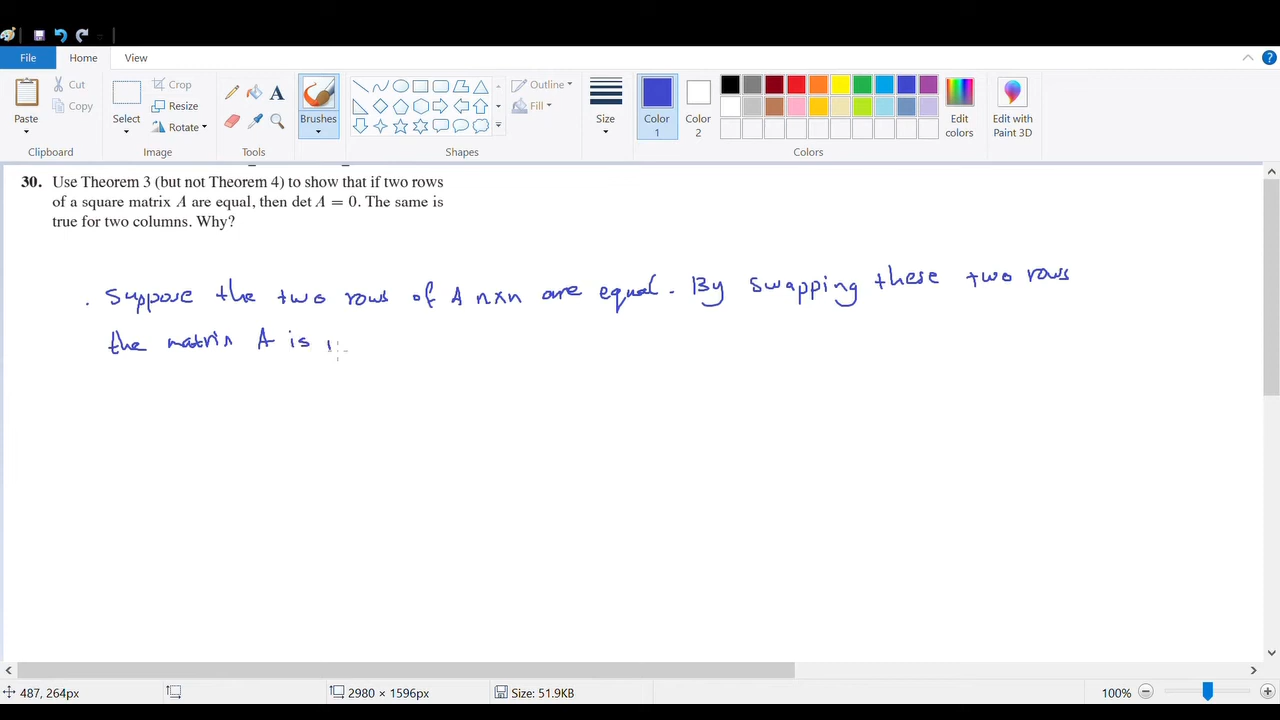 File
Home
View
Paste
Cut
Copy
Clipboard
Select
Crop
Resize
Rotate
Image
A
Tools
Brushes
Outline
Fill
Shapes
Size
Color 1
Color 2
Edit colors
Colors
Edit with Paint 3D
30. Use Theorem 3 (but not Theorem 4) to show that if two rows
of a square matrix A are equal, then det A = 0. The same is
true for two columns. Why?
. Suppose the two rows of A n×n are equal. By swapping these two rows
the matrix A is
487, 264px
2980 × 1596px
Size: 51.9KB
100%